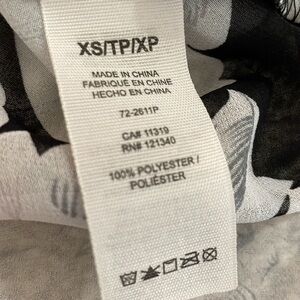 XS/TP/XP
MADE IN CHINA
FABRIQUÉ EN CHINE
HECHO EN CHINA
72-2611P
CA# 11319
RN# 121340
100% POLYESTER /
POLIÉSTER